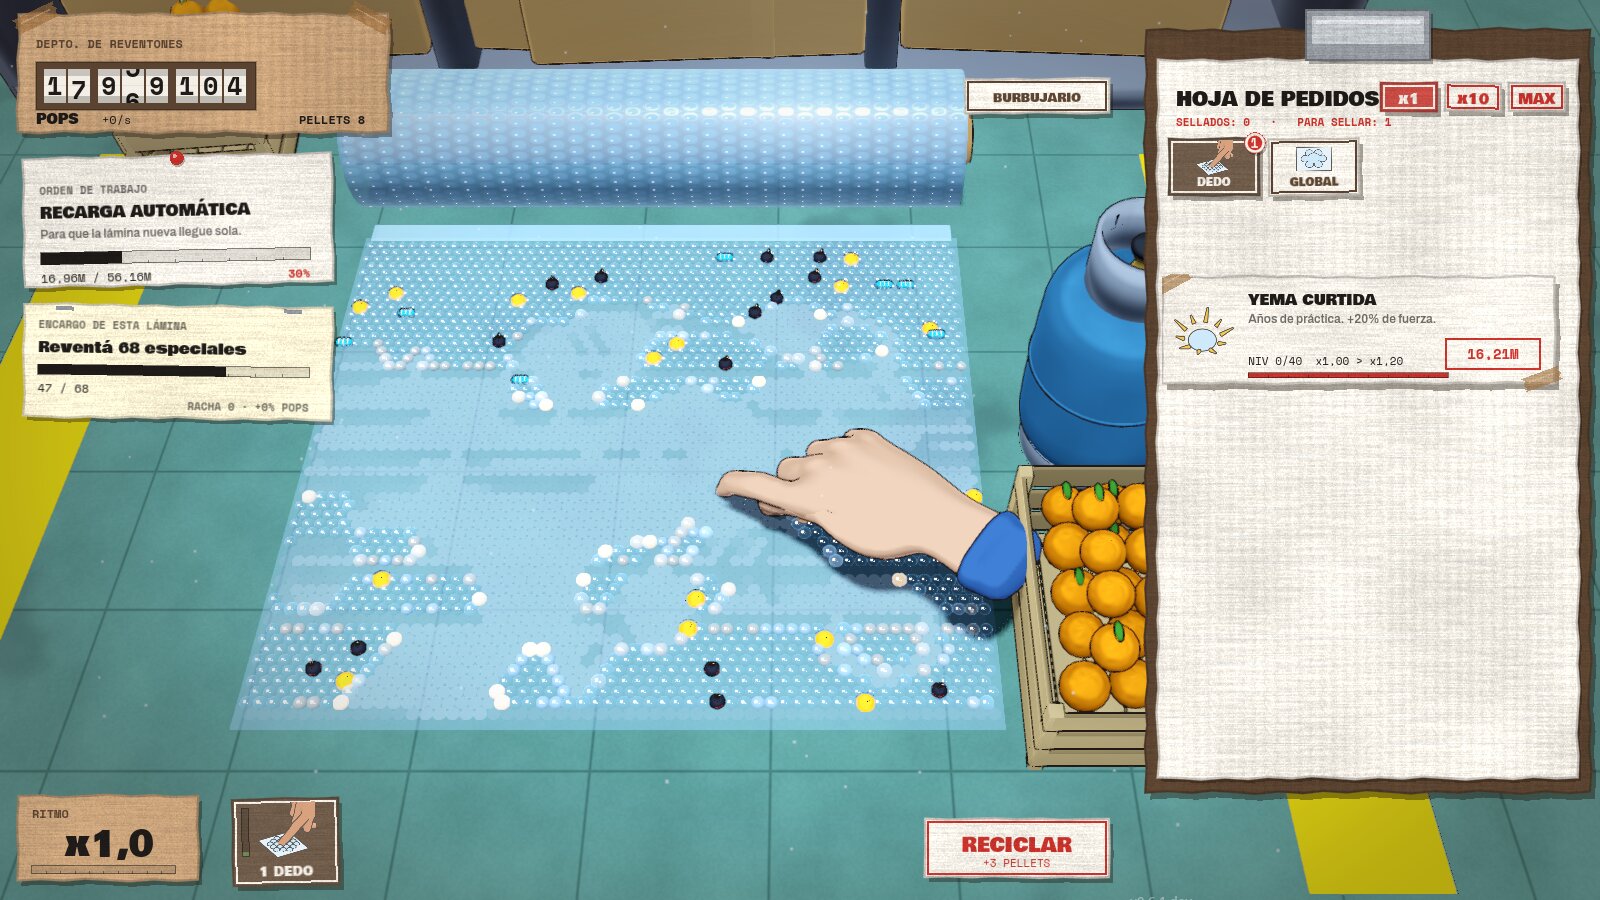 DEPTO. DE REVENTONES
POPS +0/s PELLETS 8
ORDEN DE TRABAJO
RECARGA AUTOMÁTICA
Para que la lámina nueva llegue sola.
16,96M / 56,16M 30%
ENCARGO DE ESTA LÁMINA
Reventá 68 especiales
47 / 68
RACHA 0 · +0% POPS
BURBUJARIO
HOJA DE PEDIDOS x1 x10 MAX
SELLADOS: 0 · PARA SELLAR: 1
1
DEDO GLOBAL
YEMA CURTIDA
Años de práctica. +20% de fuerza.
NIV 0/40 x1,00 > x1,20
16,21M
RITMO
x1,0
1 DEDO
RECICLAR
+3 PELLETS